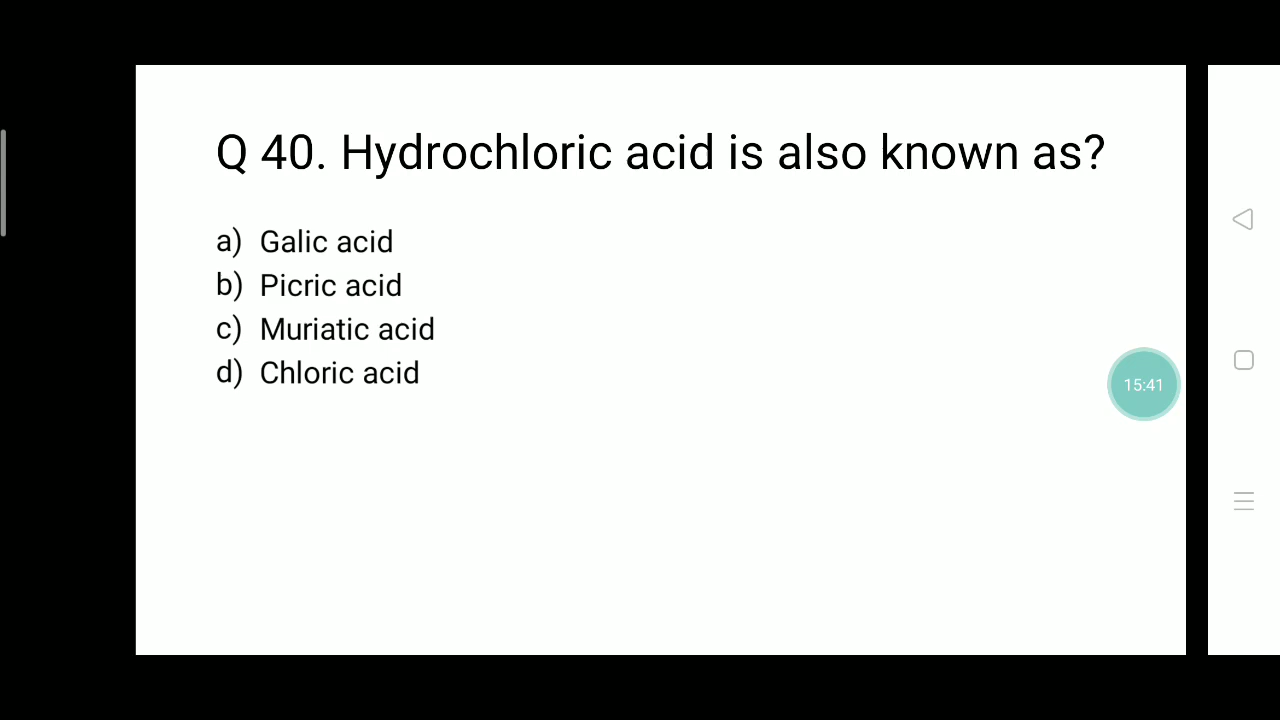 Q 40. Hydrochloric acid is also known as?
a) Galic acid
b) Picric acid
c) Muriatic acid
d) Chloric acid
15:41